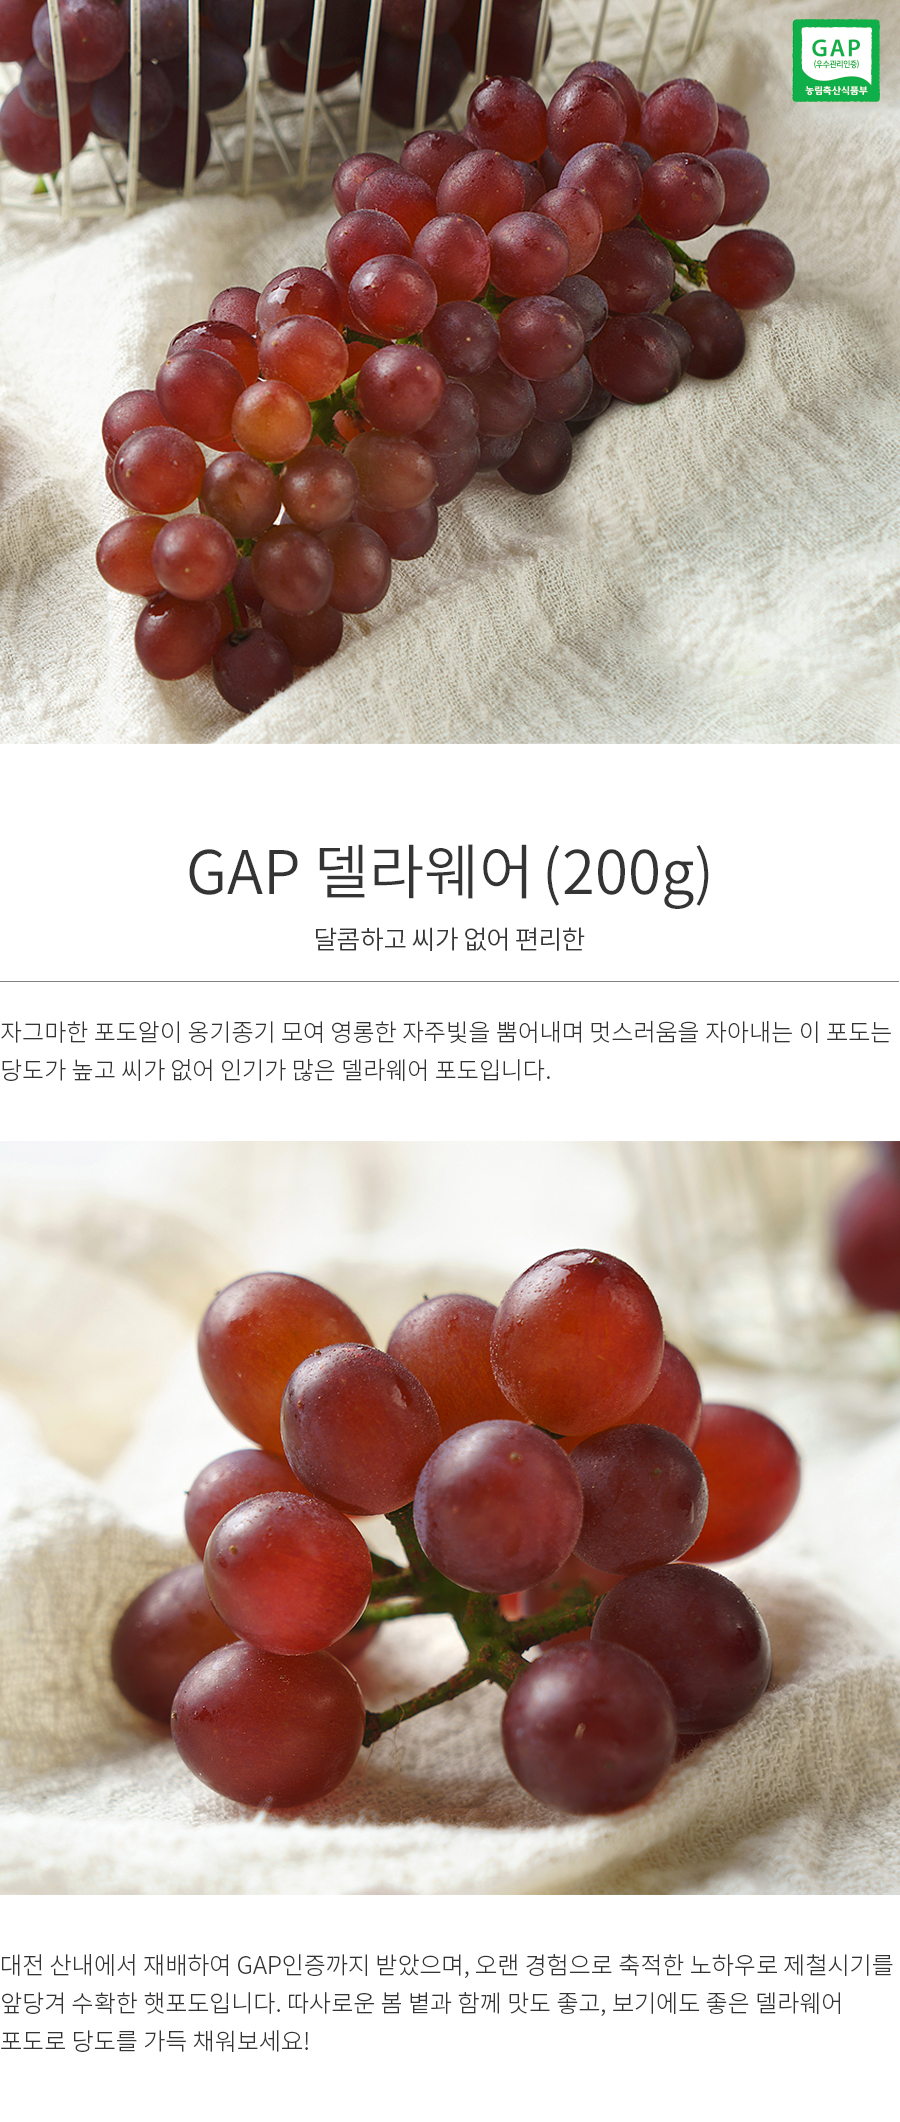 GAP
(우수관리인증)
농림축산식품부
GAP 델라웨어 (200g)
달콤하고 씨가 없어 편리한
자그마한 포도알이 옹기종기 모여 영롱한 자주빛을 뿜어내며 멋스러움을 자아내는 이 포도는
당도가 높고 씨가 없어 인기가 많은 델라웨어 포도입니다.
대전 산내에서 재배하여 GAP인증까지 받았으며, 오랜 경험으로 축적한 노하우로 제철시기를
앞당겨 수확한 햇포도입니다. 따사로운 봄 볕과 함께 맛도 좋고, 보기에도 좋은 델라웨어
포도로 당도를 가득 채워보세요!